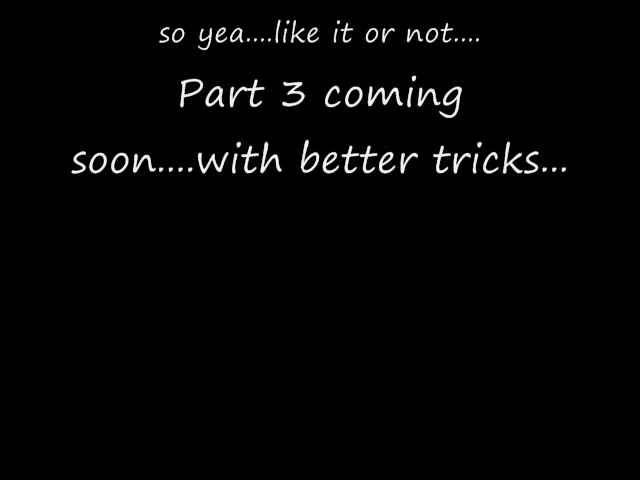 so yea....like it or not....
Part 3 coming
soon....with better tricks...